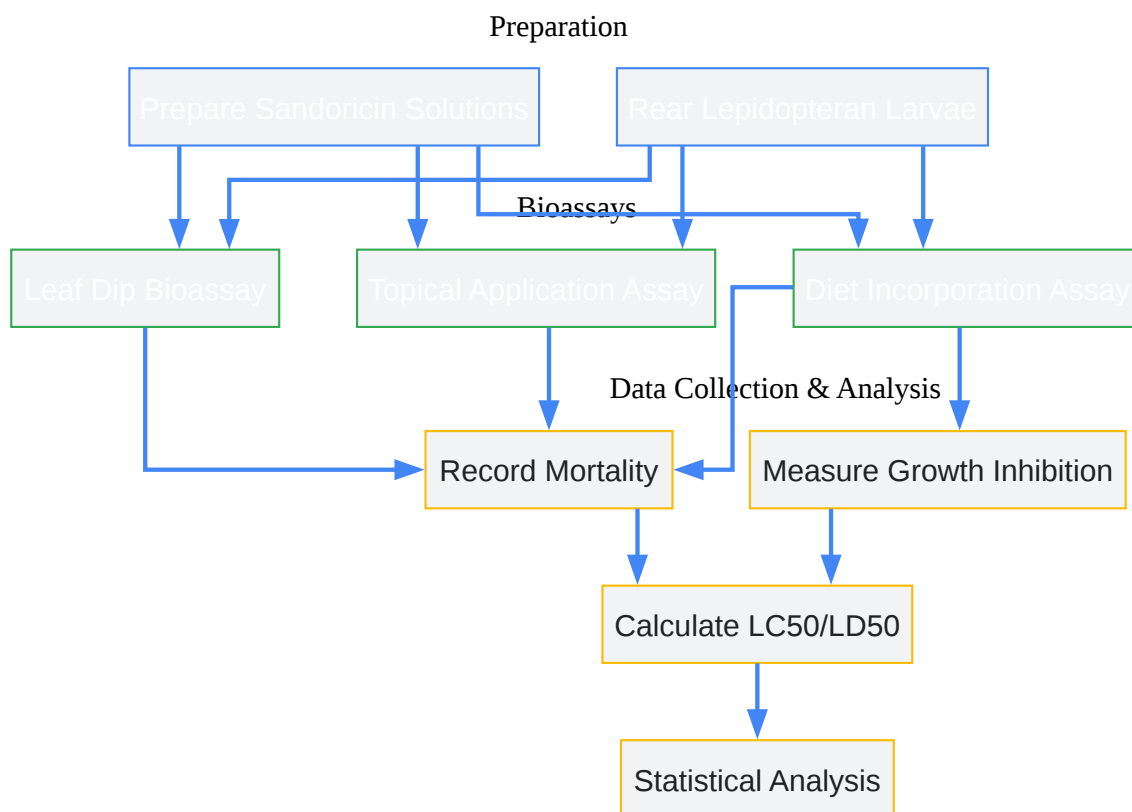 Preparation
Prepare Sandoricin Solutions
Rear Lepidopteran Larvae
Bioassays
Leaf Dip Bioassay
Topical Application Assay
Diet Incorporation Assay
Data Collection & Analysis
Record Mortality
Measure Growth Inhibition
Calculate LC50/LD50
Statistical Analysis